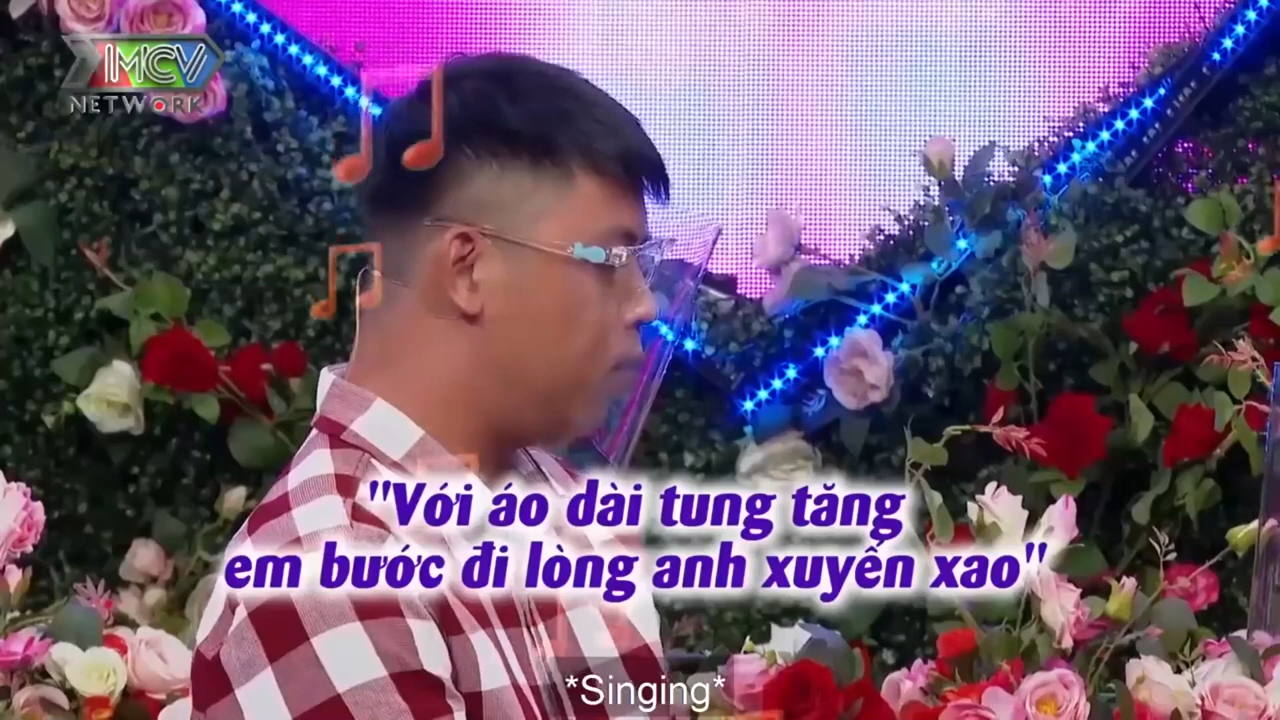 MCV
NETWORK
"Với áo dài tung tăng
em bước đi lòng anh xuyến xao"
*Singing*